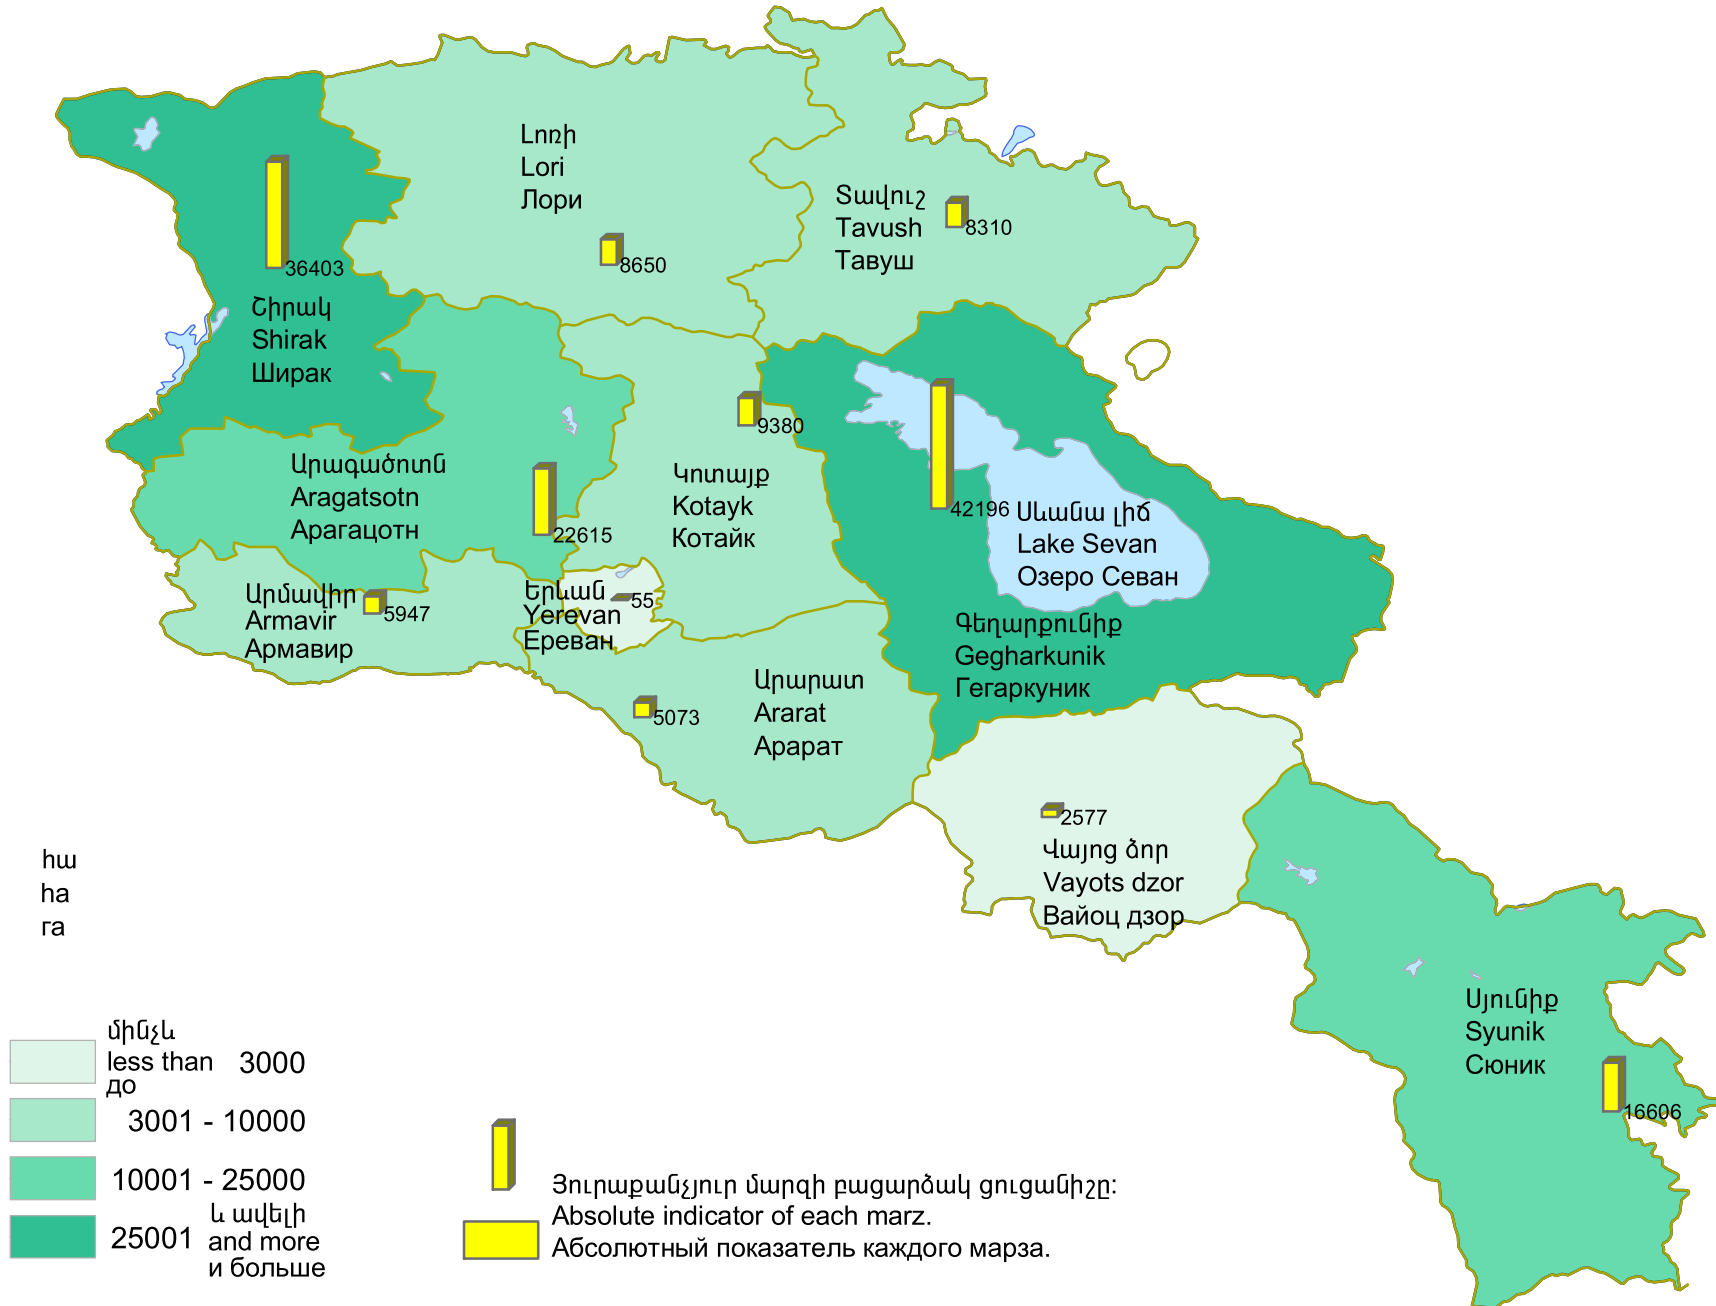 Լոռի
Lori
Лори
8650
Տավուշ
Tavush
Тавуш
8310
36403
Շիրակ
Shirak
Ширак
9380
Կոտայք
Kotayk
Котайк
Արագածոտն
Aragatsotn
Арагацотн
22615
42196
Սևանա լիճ
Lake Sevan
Озеро Севан
Գեղարքունիք
Gegharkunik
Гегаркуник
Արմավիր
Armavir
Армавир
5947
Երևան
Yerevan
Ереван
55
Արարատ
Ararat
Арарат
5073
2577
Վայոց ձոր
Vayots dzor
Вайоц дзор
Սյունիք
Syunik
Сюник
16606
հա
ha
га
մինչև
less than 3000
до
3001 - 10000
10001 - 25000
25001 և ավելի
and more
и больше
Յուրաքանչյուր մարզի բացարձակ ցուցանիշը:
Absolute indicator of each marz.
Абсолютный показатель каждого марза.